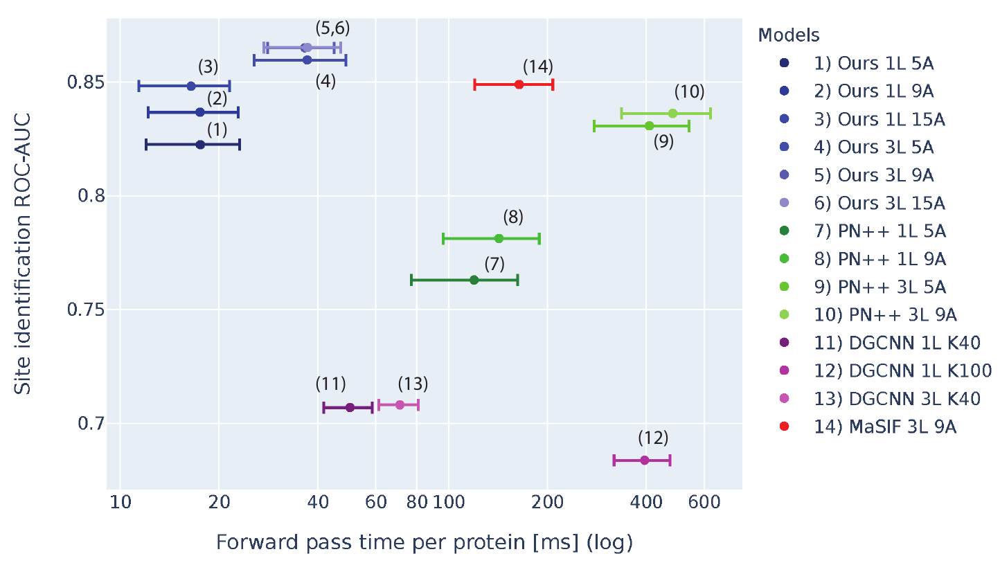 (5,6)
(3)
(14)
(4)
(10)
(2)
(1)
(9)
(8)
(7)
(11)
(13)
(12)
0.85
0.8
0.75
0.7
Site identification ROC-AUC
10 20 40 60 80 100 200 400 600
Forward pass time per protein [ms] (log)
Models
1) Ours 1L 5A
2) Ours 1L 9A
3) Ours 1L 15A
4) Ours 3L 5A
5) Ours 3L 9A
6) Ours 3L 15A
7) PN++ 1L 5A
8) PN++ 1L 9A
9) PN++ 3L 5A
10) PN++ 3L 9A
11) DGCNN 1L K40
12) DGCNN 1L K100
13) DGCNN 3L K40
14) MaSIF 3L 9A